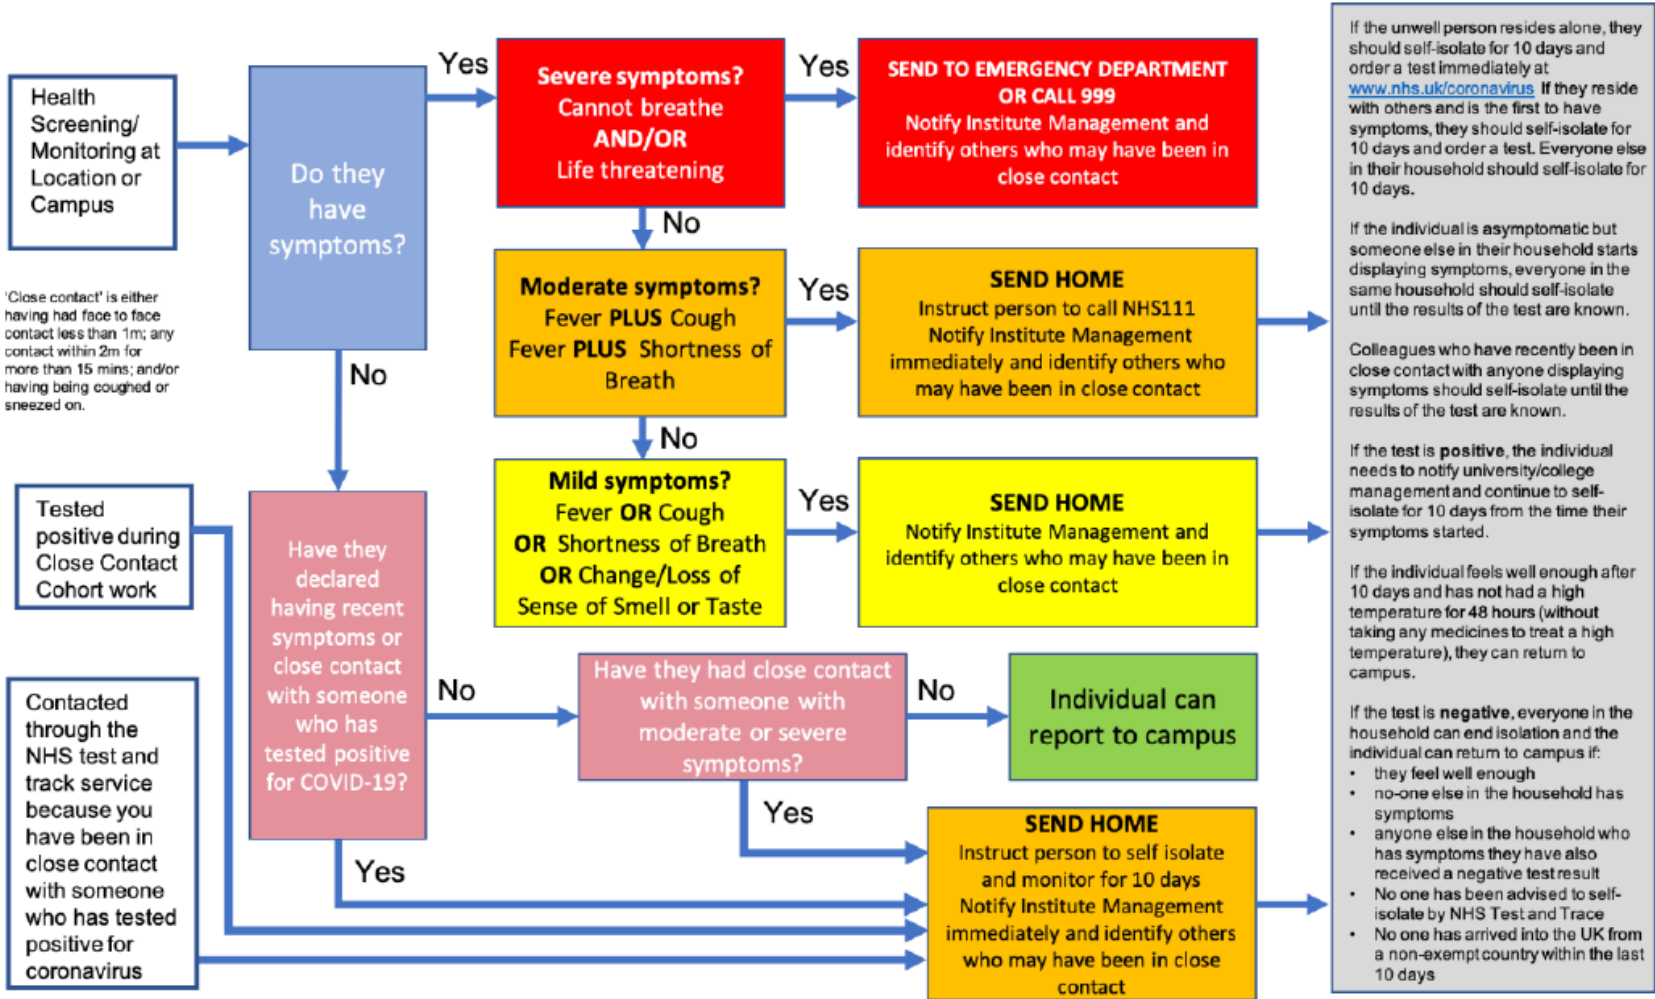 Health
Screening/
Monitoring at
Location or
Campus
'Close contact' is either
having had face to face
contact less than 1m; any
contact within 2m for
more than 15 mins; and/or
having being coughed or
sneezed on.
Tested
positive during
Close Contact
Cohort work
Contacted
through the
NHS test and
track service
because you
have been in
close contact
with someone
who has tested
positive for
coronavirus
Do they
have
symptoms?
Yes
No
Have they
declared
having recent
symptoms or
close contact
with someone
who has
tested positive
for COVID-19?
No
Yes
Severe symptoms?
Cannot breathe
AND/OR
Life threatening
Yes
No
SEND TO EMERGENCY DEPARTMENT
OR CALL 999
Notify Institute Management and
identify others who may have been in
close contact
Moderate symptoms?
Fever PLUS Cough
Fever PLUS Shortness of
Breath
Yes
No
SEND HOME
Instruct person to call NHS111
Notify Institute Management
immediately and identify others who
may have been in close contact
Mild symptoms?
Fever OR Cough
OR Shortness of Breath
OR Change/Loss of
Sense of Smell or Taste
Yes
SEND HOME
Notify Institute Management and
identify others who may have been in
close contact
Have they had close contact
with someone with
moderate or severe
symptoms?
No
Yes
Individual can
report to campus
SEND HOME
Instruct person to self isolate
and monitor for 10 days
Notify Institute Management
immediately and identify others
who may have been in close
contact
If the unwell person resides alone, they
should self-isolate for 10 days and
order a test immediately at
www.nhs.uk/coronavirus If they reside
with others and is the first to have
symptoms, they should self-isolate for
10 days and order a test. Everyone else
in their household should self-isolate for
10 days.
If the individual is asymptomatic but
someone else in their household starts
displaying symptoms, everyone in the
same household should self-isolate
until the results of the test are known.
Colleagues who have recently been in
close contact with anyone displaying
symptoms should self-isolate until the
results of the test are known.
If the test is positive, the individual
needs to notify university/college
management and continue to self-
isolate for 10 days from the time their
symptoms started.
If the individual feels well enough after
10 days and has not had a high
temperature for 48 hours (without
taking any medicines to treat a high
temperature), they can return to
campus.
If the test is negative, everyone in the
household can end isolation and the
individual can return to campus if:
• they feel well enough
• no-one else in the household has
symptoms
• anyone else in the household who
has symptoms they have also
received a negative test result
• No one has been advised to self-
isolate by NHS Test and Trace
• No one has arrived into the UK from
a non-exempt country within the last
10 days